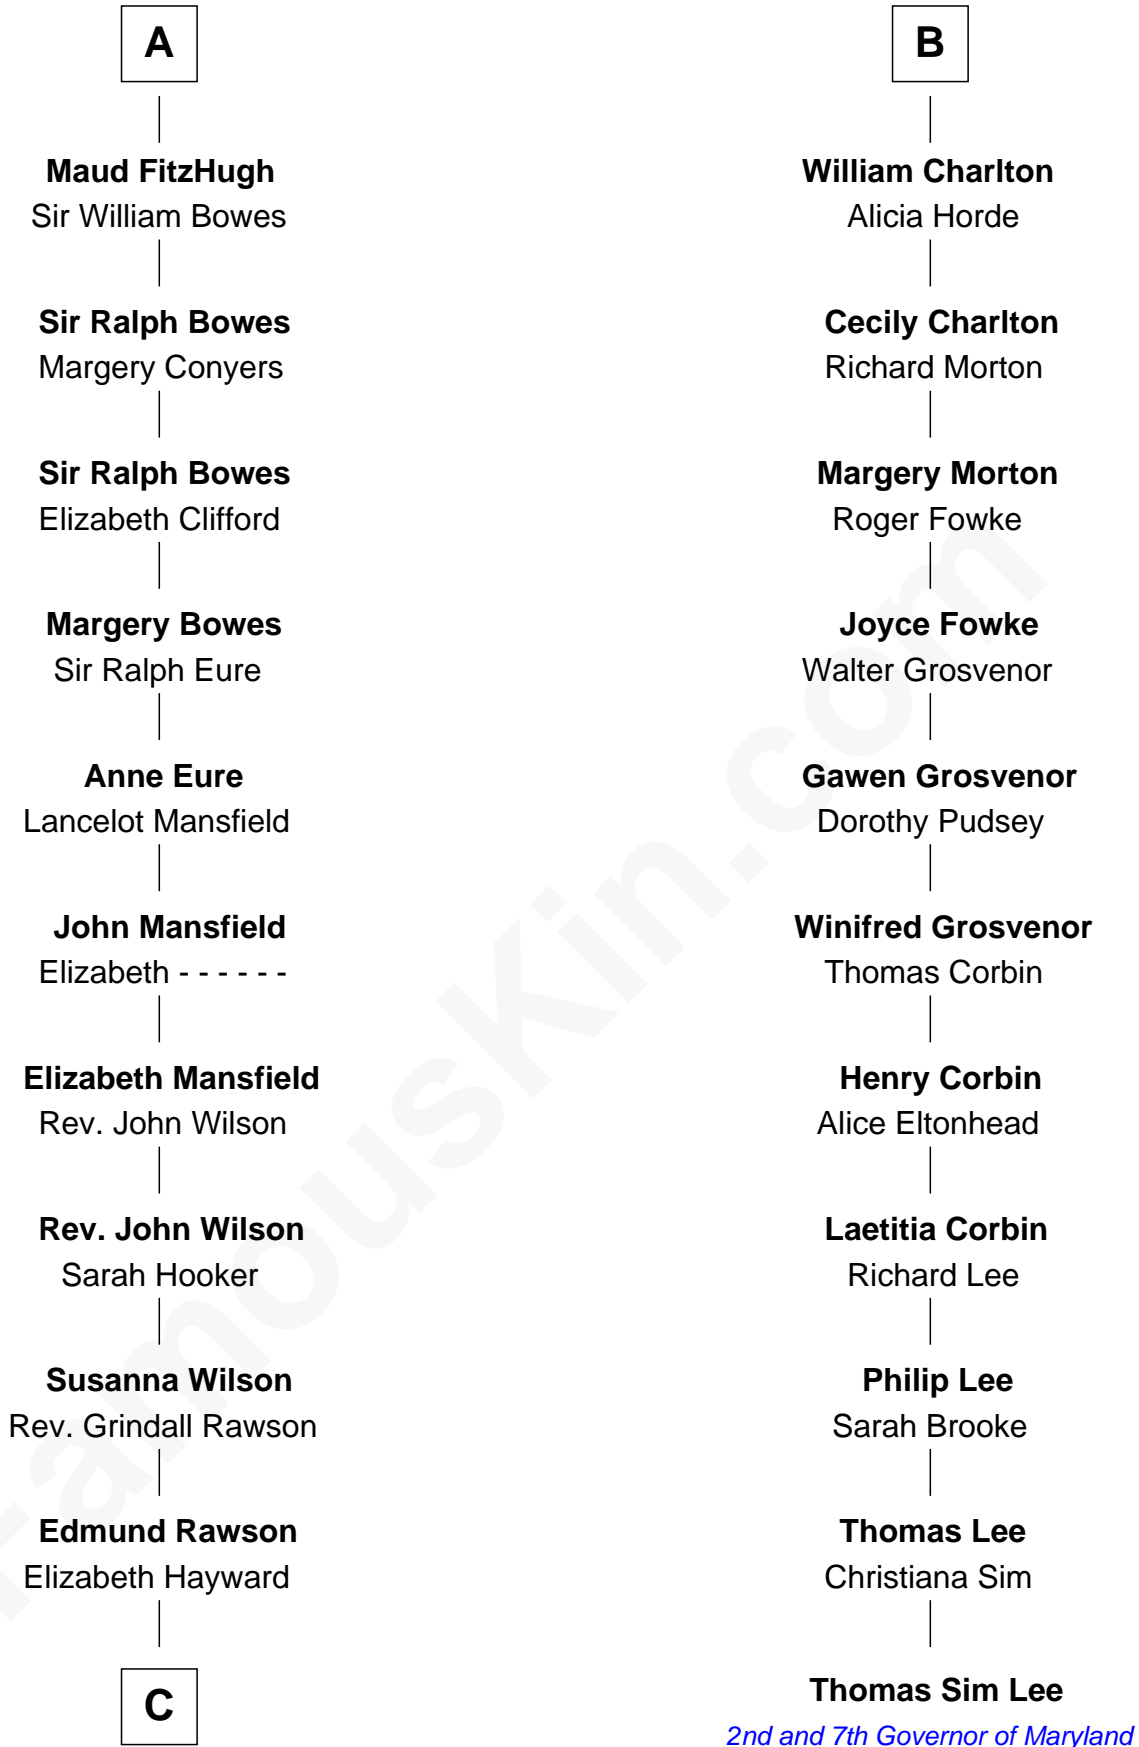 A
Maud FitzHugh
Sir William Bowes
Sir Ralph Bowes
Margery Conyers
Sir Ralph Bowes
Elizabeth Clifford
Margery Bowes
Sir Ralph Eure
Anne Eure
Lancelot Mansfield
John Mansfield
Elizabeth - - - - - -
Elizabeth Mansfield
Rev. John Wilson
Rev. John Wilson
Sarah Hooker
Susanna Wilson
Rev. Grindall Rawson
Edmund Rawson
Elizabeth Hayward
C
B
William Charlton
Alicia Horde
Cecily Charlton
Richard Morton
Margery Morton
Roger Fowke
Joyce Fowke
Walter Grosvenor
Gawen Grosvenor
Dorothy Pudsey
Winifred Grosvenor
Thomas Corbin
Henry Corbin
Alice Eltonhead
Laetitia Corbin
Richard Lee
Philip Lee
Sarah Brooke
Thomas Lee
Christiana Sim
Thomas Sim Lee
2nd and 7th Governor of Maryland
FamousKin.com